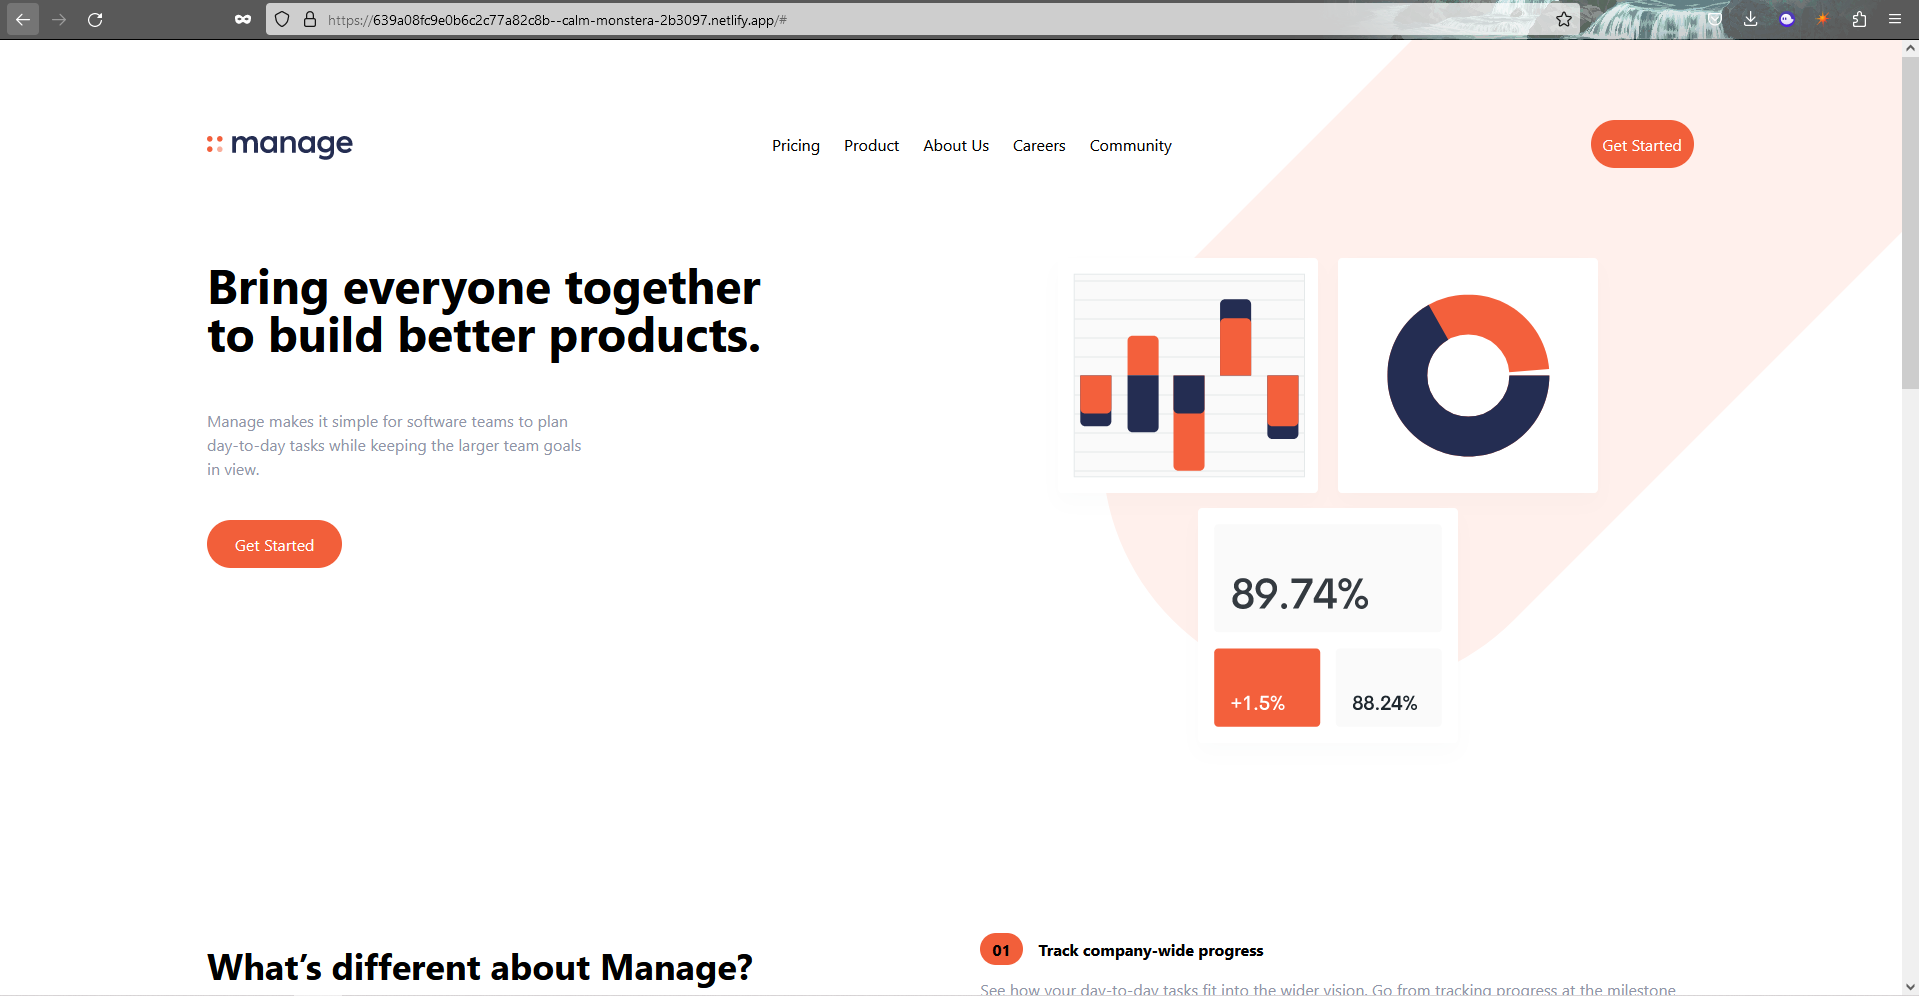 https://639a08fc9e0b6c2c77a82c8b--calm-monstera-2b3097.netlify.app/#
manage
Pricing
Product
About Us
Careers
Community
Get Started
Bring everyone together
to build better products.
Manage makes it simple for software teams to plan
day-to-day tasks while keeping the larger team goals
in view.
Get Started
89.74%
+1.5%
88.24%
What’s different about Manage?
01
Track company-wide progress
See how your day-to-day tasks fit into the wider vision. Go from tracking progress at the milestone